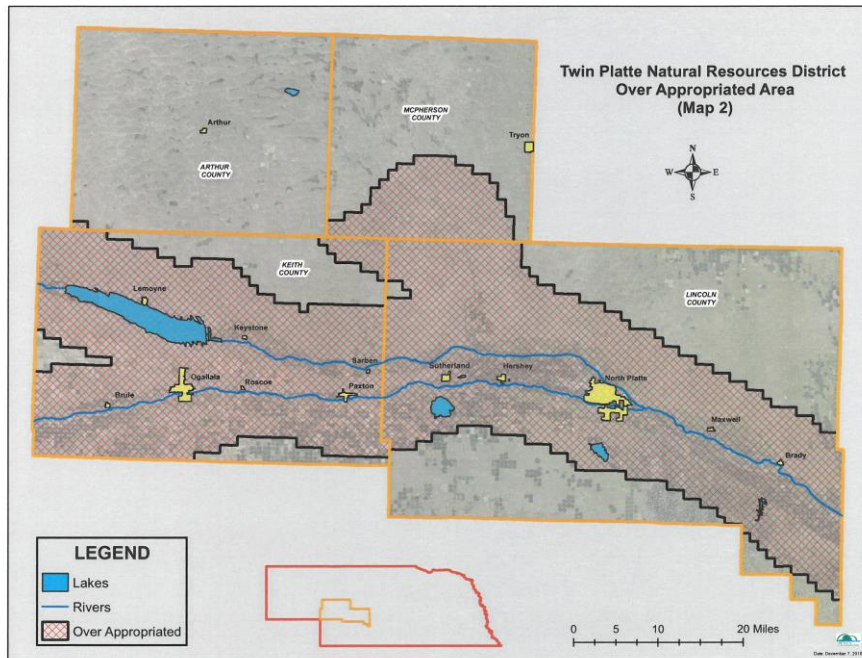 Twin Platte Natural Resources District
Over Appropriated Area
(Map 2)
N
W E
S
MCPHERSON
COUNTY
Tryon
Arthur
ARTHUR
COUNTY
KEITH
COUNTY
LINCOLN
COUNTY
Lemoyne
Keystone
Sarben
Sutherland
Hershey
North Platte
Ogallala
Roscoe
Paxton
Brule
Maxwell
Brady
LEGEND
Lakes
Rivers
Over Appropriated
0 5 10 20 Miles